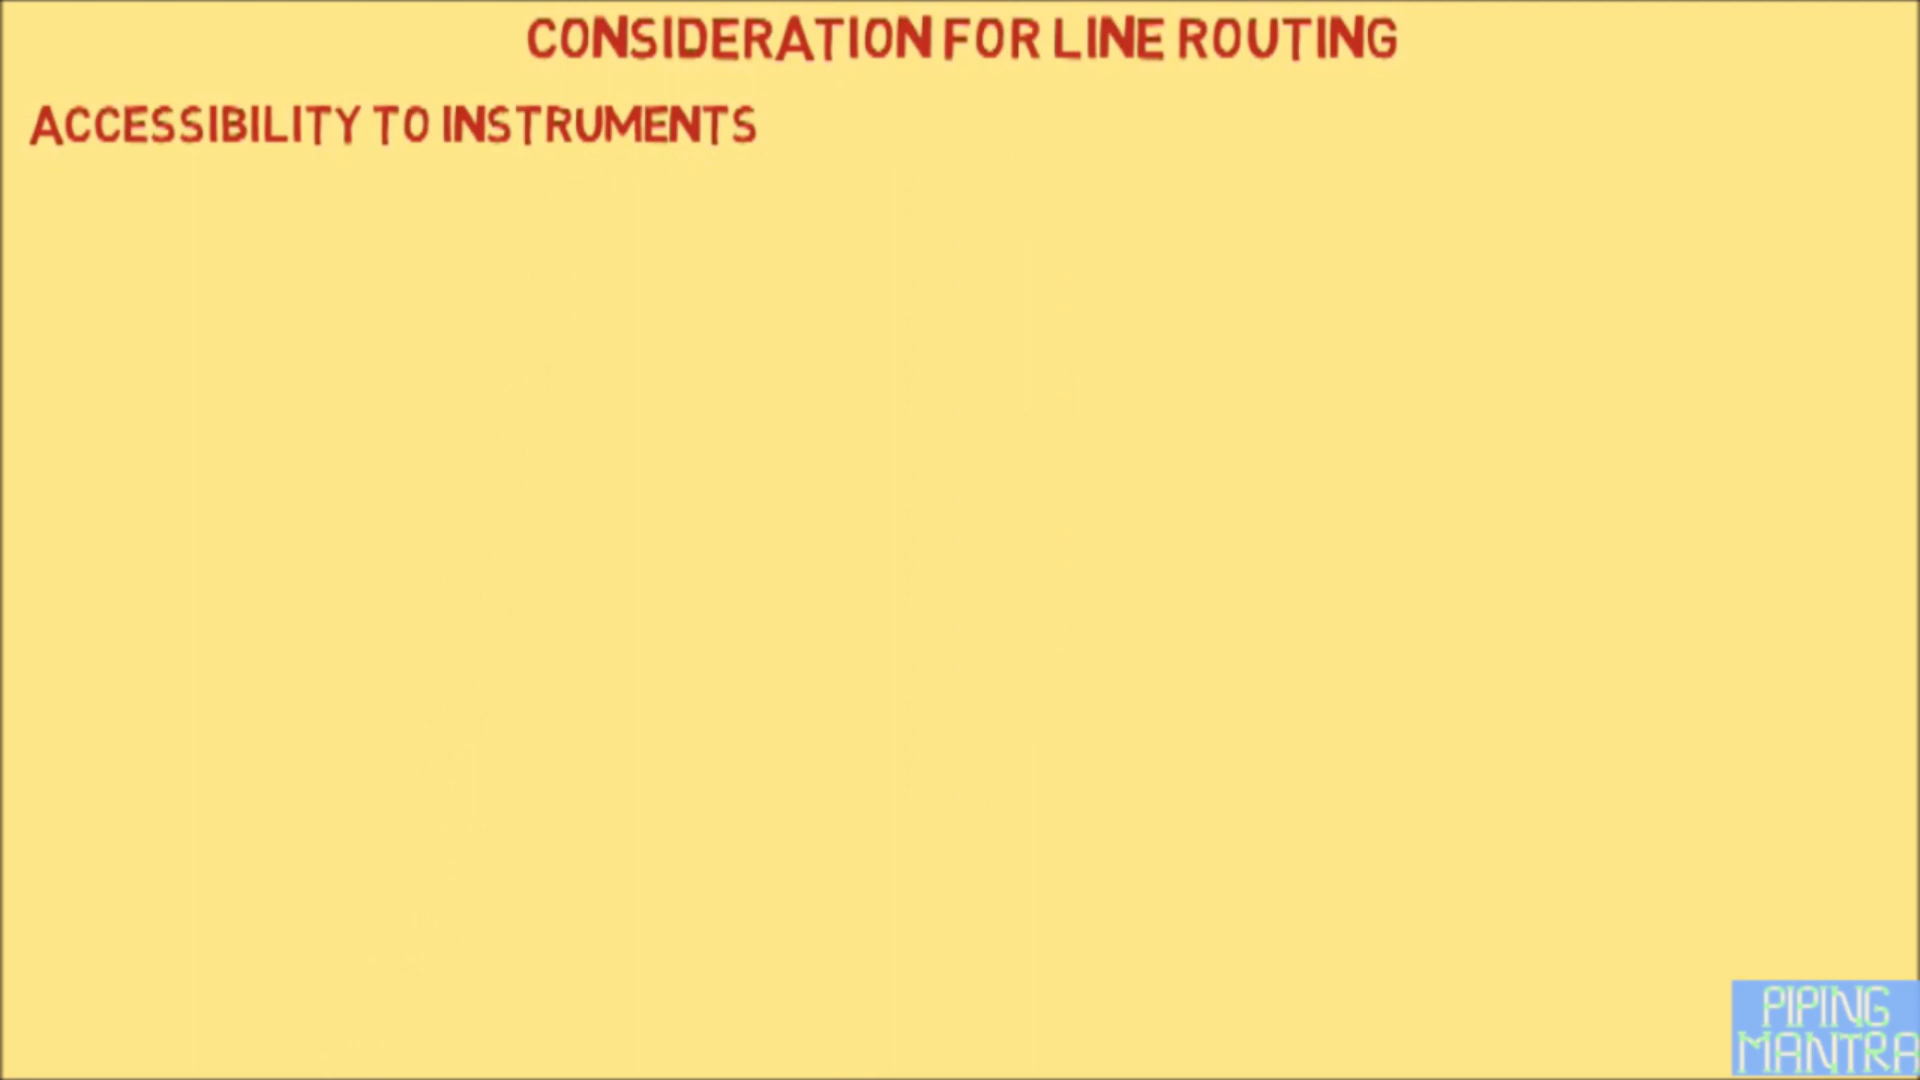 CONSIDERATION FOR LINE ROUTING
ACCESSIBILITY TO INSTRUMENTS
PIPING
MANTRA